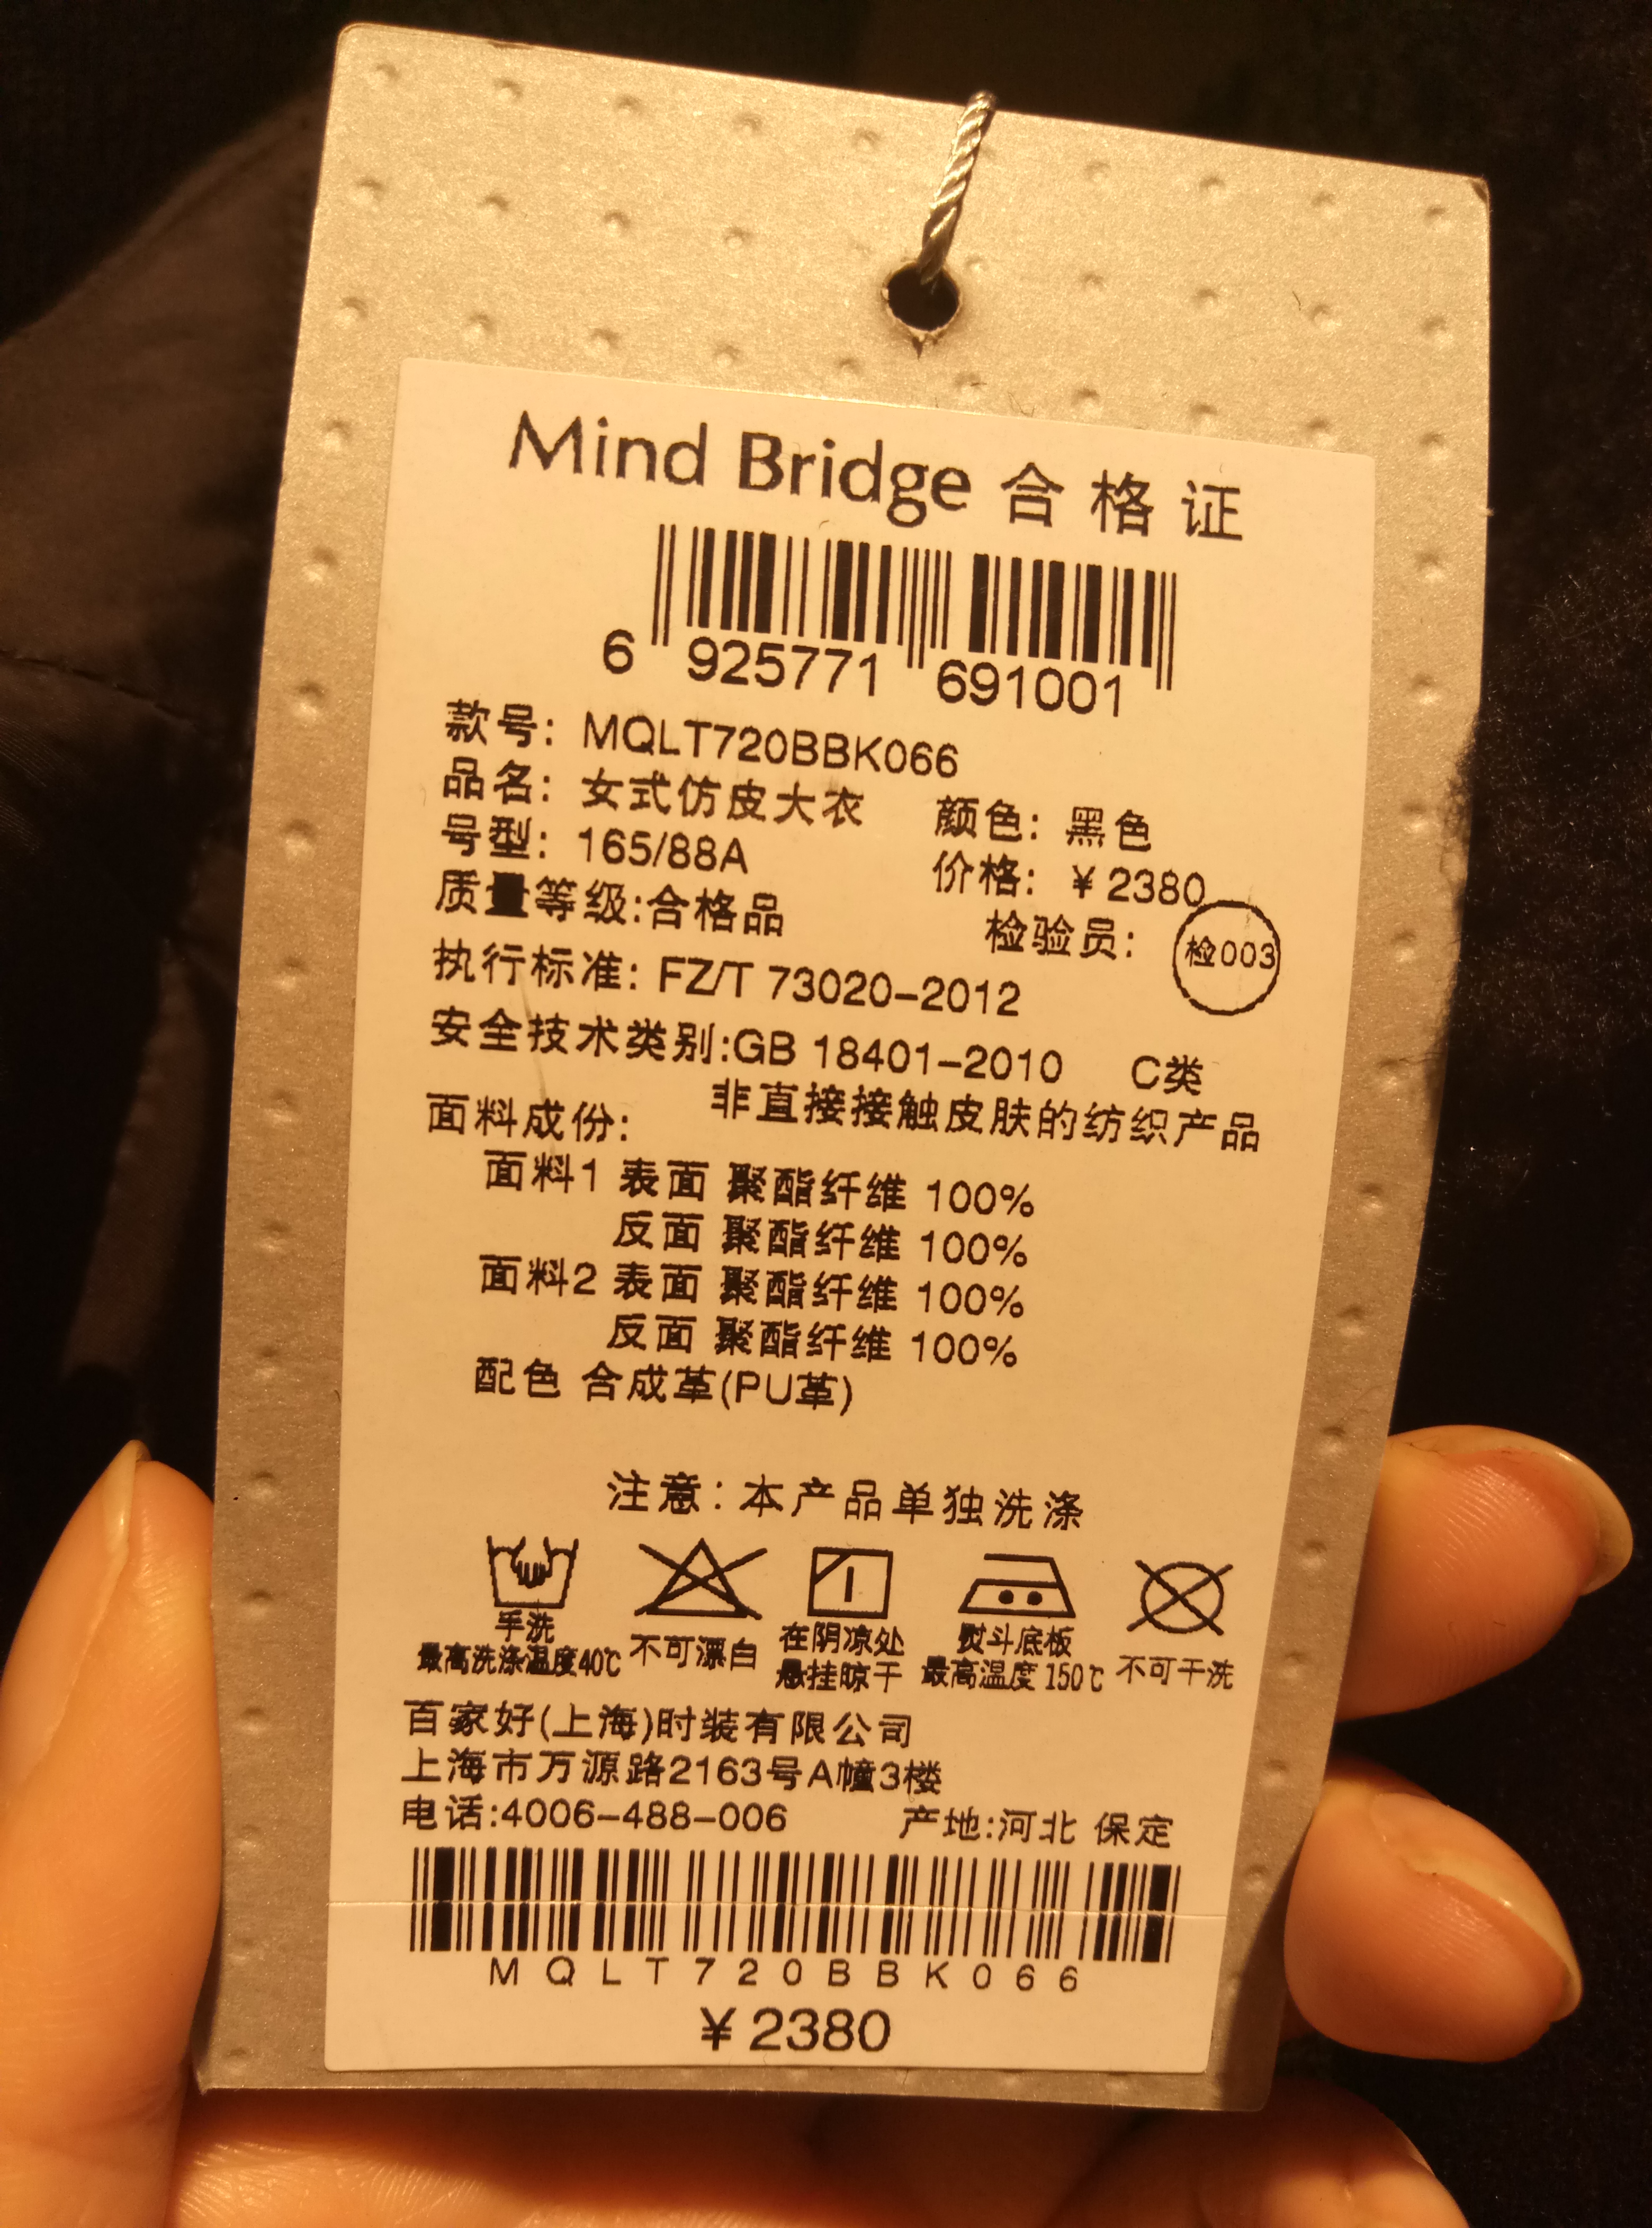 Mind Bridge 合格证
6 925771 691001
款号: MQLT720BBK066
品名: 女式仿皮大衣 颜色: 黑色
号型: 165/88A 价格: ¥2380
质量等级:合格品 检验员: 检003
执行标准: FZ/T 73020-2012
安全技术类别:GB 18401-2010 C类
非直接接触皮肤的纺织产品
面料成份:
面料1 表面 聚酯纤维 100%
反面 聚酯纤维 100%
面料2 表面 聚酯纤维 100%
反面 聚酯纤维 100%
配色 合成革(PU革)
注意:本产品单独洗涤
手洗 最高洗涤温度40℃
不可漂白
在阴凉处 悬挂晾干
熨斗底板 最高温度150℃
不可干洗
百家好(上海)时装有限公司
上海市万源路2163号A幢3楼
电话:4006-488-006 产地:河北 保定
MQLT720BBK066
¥2380